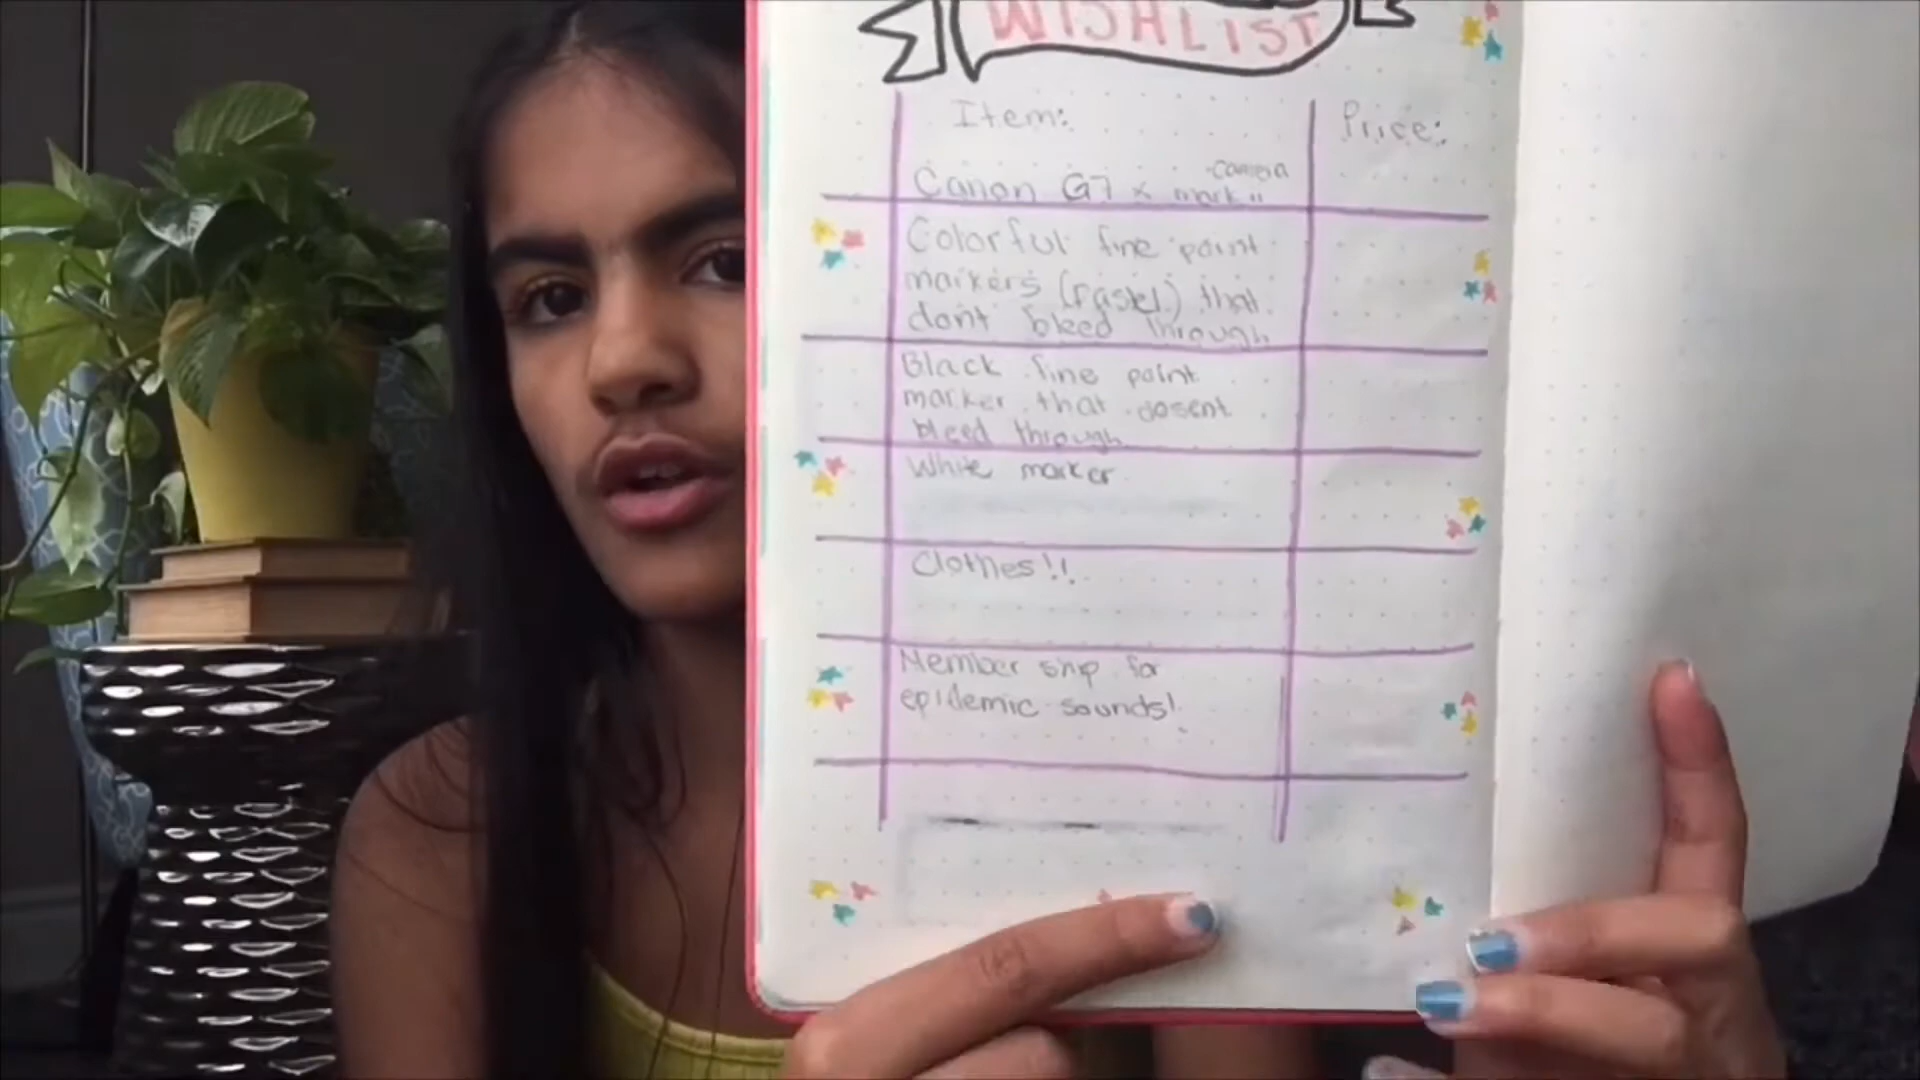 WISHLIST
Item:
Price:
camera
Canon G7 x mark ii
Colorful fine point
markers (Pastel) that
dont bleed through
Black fine point
marker that dosent
bleed through
White marker
Clothes!!
Member ship for
epidemic sounds!